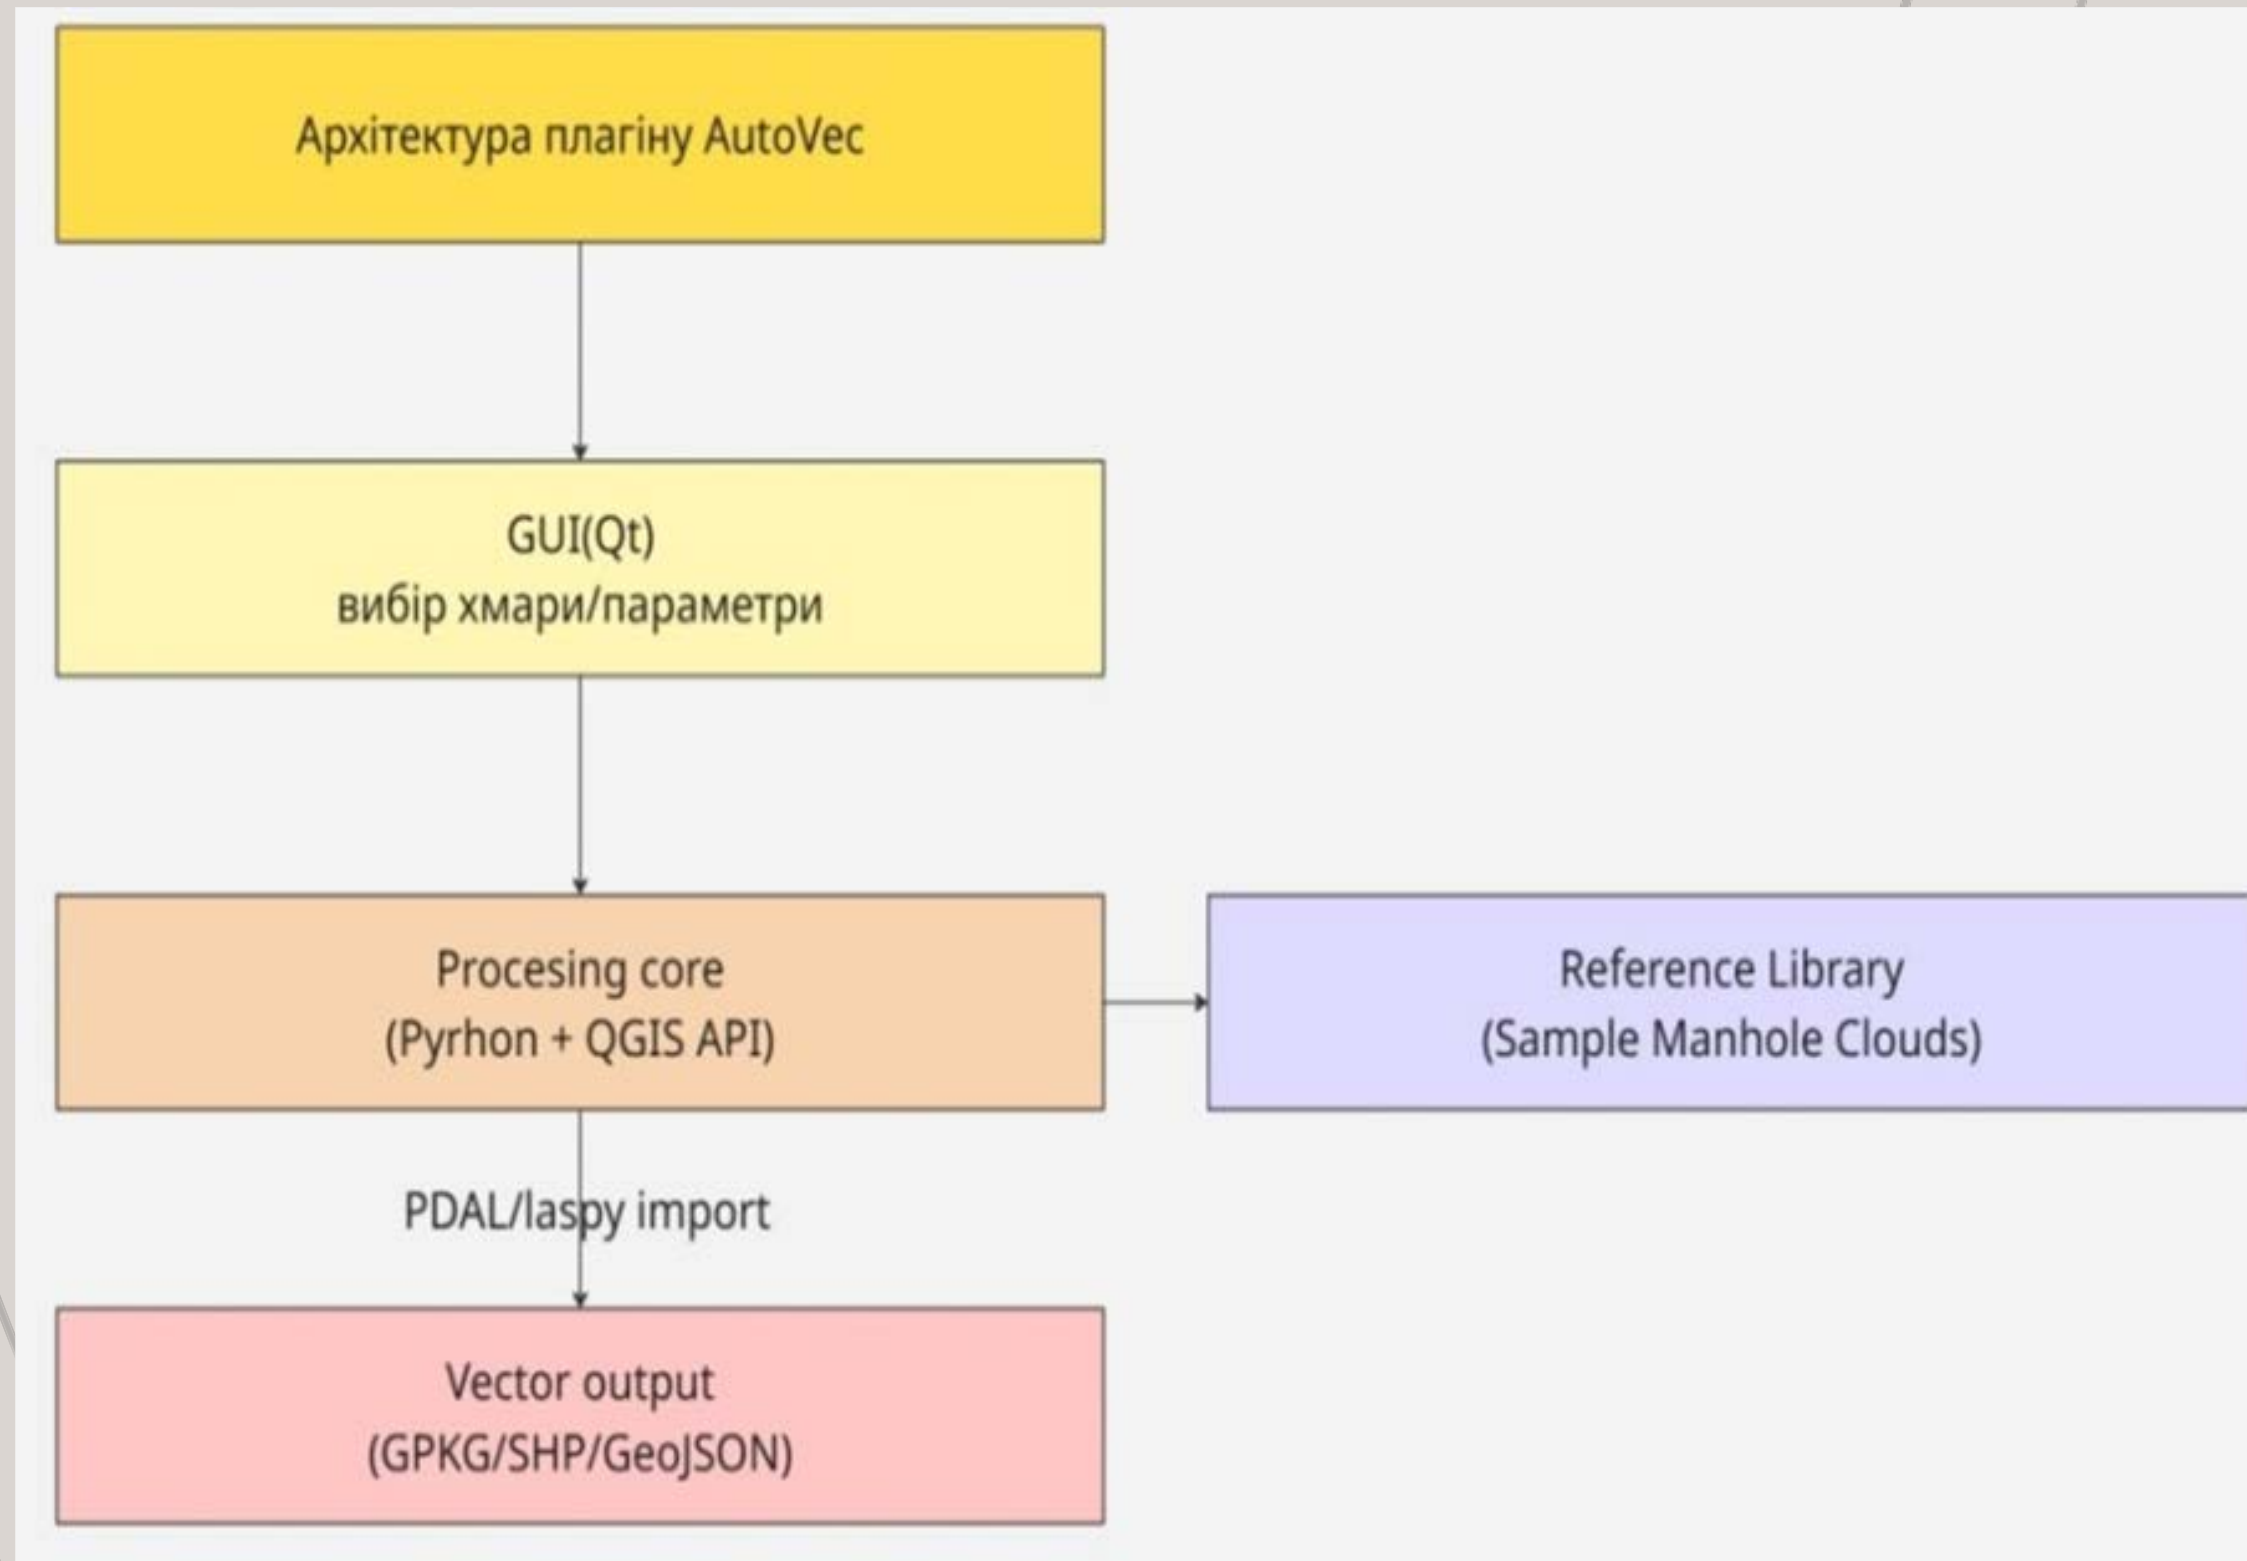 Архітектура плагіну AutoVec
GUI(Qt)
вибір хмари/параметри
Procesing core
(Pyrhon + QGIS API)
Reference Library
(Sample Manhole Clouds)
PDAL/laspy import
Vector output
(GPKG/SHP/GeoJSON)